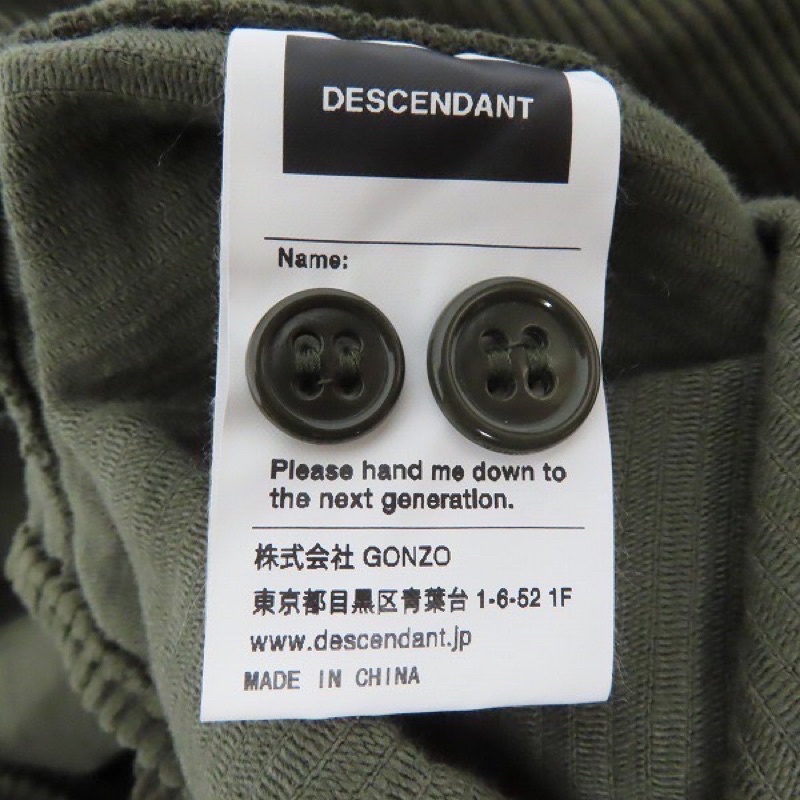 DESCENDANT
Name:
Please hand me down to
the next generation.
株式会社 GONZO
東京都目黒区青葉台 1-6-52 1F
www.descendant.jp
MADE IN CHINA